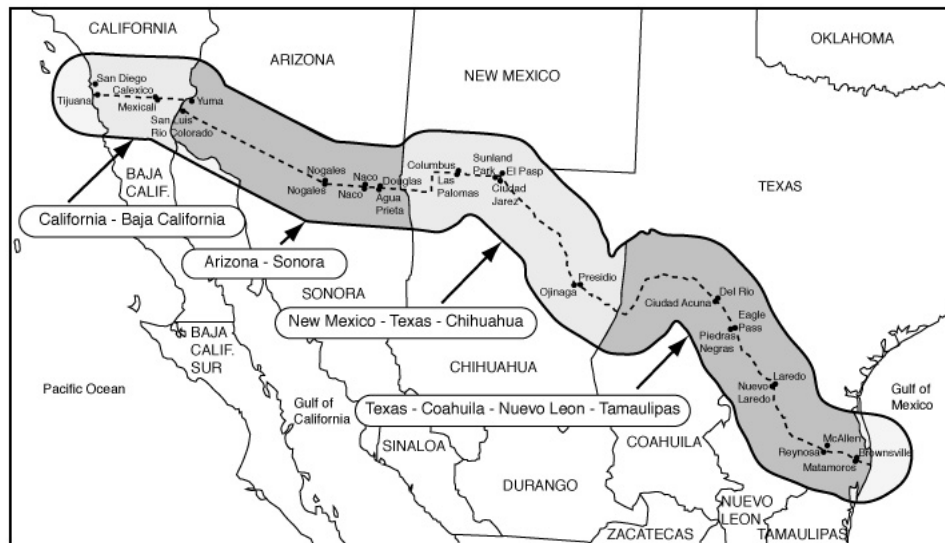 CALIFORNIA
ARIZONA
NEW MEXICO
OKLAHOMA
TEXAS
San Diego
Calexico
Tijuana
Mexicali
Yuma
San Luis
Rio Colorado
BAJA
CALIF.
Nogales
Nogales
Naco
Naco
Douglas
Agua
Prieta
Columbus
Las
Palomas
Sunland
Park
El Pasp
Ciudad
Jarez
California - Baja California
Arizona - Sonora
SONORA
New Mexico - Texas - Chihuahua
Presidio
Ojinaga
Del Rio
Ciudad Acuna
Eagle
Pass
Piedras
Negras
BAJA
CALIF.
SUR
CHIHUAHUA
Laredo
Nuevo
Laredo
Pacific Ocean
Gulf of
California
Gulf of
Mexico
Texas - Coahuila - Nuevo Leon - Tamaulipas
SINALOA
COAHUILA
McAllen
Reynosa
Brownsville
Matamoros
DURANGO
NUEVO
LEON
ZACATECAS
TAMAULIPAS